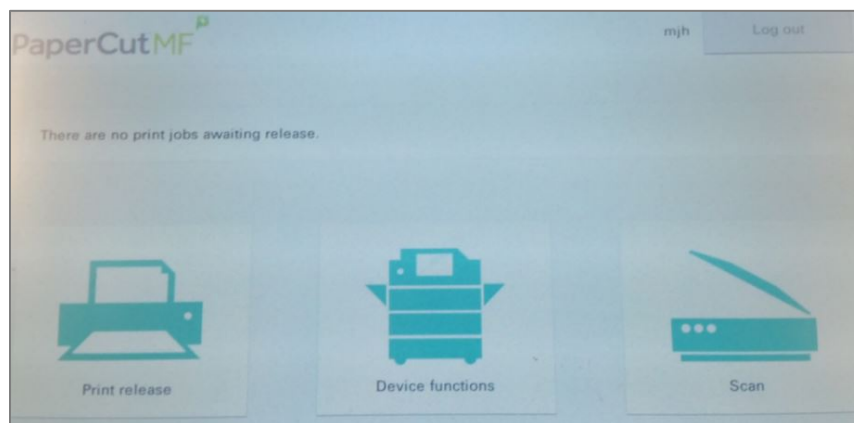 PaperCutMF
mjh
Log out
There are no print jobs awaiting release.
Print release
Device functions
Scan